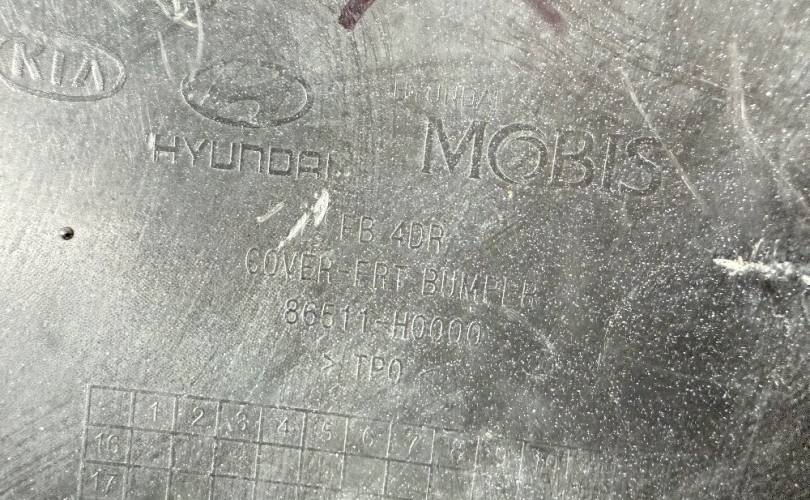 KIA
HYUNDAI
HYUNDAI
MOBIS
FB 4DR
COVER-FRT BUMPER
86511-H0000
> TPO
1 2 3 4 5 6 7 8 9 10
16
17